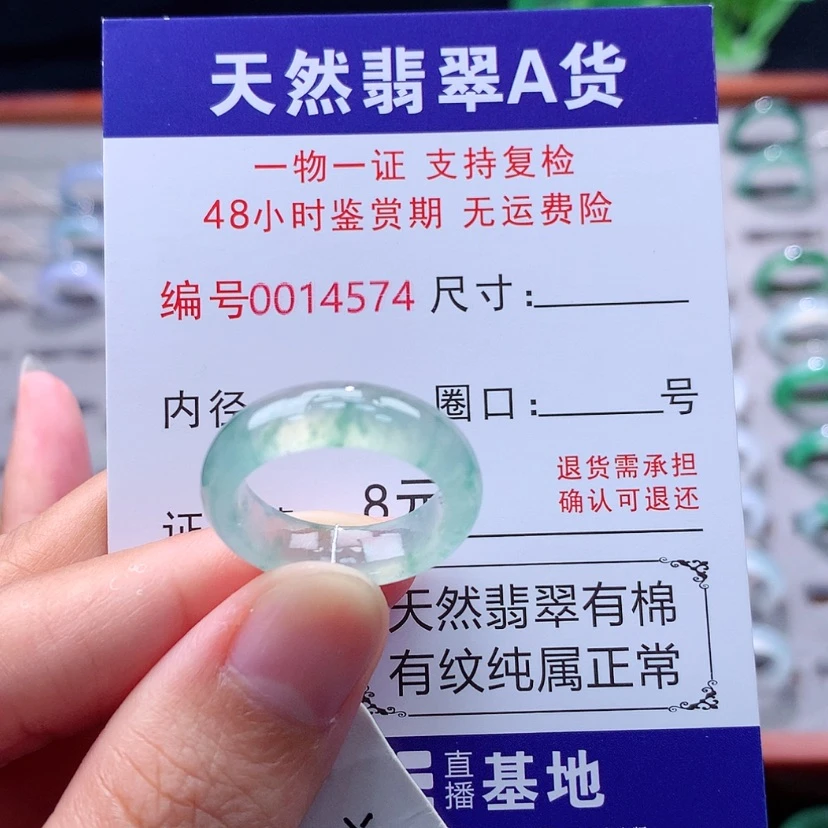 天然翡翠A货
一物一证 支持复检
48小时鉴赏期 无运费险
编号0014574 尺寸:
内径 圈口: 号
证 8元
退货需承担
确认可退还
天然翡翠有棉
有纹纯属正常
直播基地